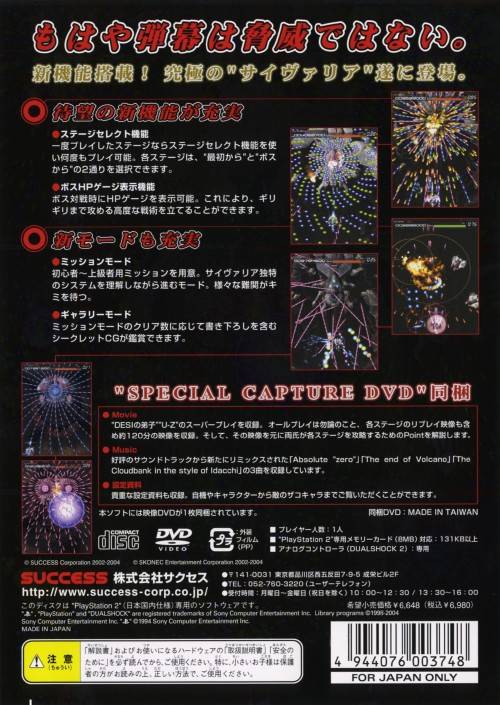 もはや弾幕は脅威ではない。
新機能搭載！ 究極の"サイヴァリア"遂に登場。
待望の新機能が充実
●ステージセレクト機能
一度プレイしたステージならステージセレクト機能を使
い何度もプレイ可能。各ステージは、"最初から"と"ボス
から"の2通りを選択できます。
●ボスHPゲージ表示機能
ボス対戦時にHPゲージを表示可能。これにより、ギリ
ギリまで攻める高度な戦術を立てることができます。
新モードも充実
●ミッションモード
初心者～上級者用ミッションを用意。サイヴァリア独特
のシステムを理解しながら進むモード。様々な難関がキ
ミを待つ。
●ギャラリーモード
ミッションモードのクリア数に応じて書き下ろしを含む
シークレットCGが鑑賞できます。
"SPECIAL CAPTURE DVD"同梱
● Movie
"DESIの弟子""U-Z"のスーパープレイを収録。オールプレイは勿論のこと、各ステージのリプレイ映像も含
め約120分の映像を収録。そして、その映像を元に両氏が各ステージを攻略するためのPointを解説します。
● Music
好評のサウンドトラックから新たにリミックスされた「Absolute "zero"」「The end of Volcano」「The
Cloudbank in the style of Idacchi」の3曲を収録しています。
● 設定資料
貴重な設定資料も収録。自機やキャラクターから敵のザコキャラまでご覧いただくことができます。
本ソフトには映像DVDが1枚同梱されています。
同梱DVD：MADE IN TAIWAN
COMPACT
disc
DVD
VIDEO
プラ
：外装
フィルム
(PP)
■ プレイヤー人数：1人
■ "PlayStation 2"専用メモリーカード（8MB）対応：131KB以上
■ アナログコントローラ（DUALSHOCK 2）：専用
© SUCCESS Corporation 2002-2004
© SKONEC Entertainment Corporation 2002-2004
SUCCESS 株式会社サクセス
http://www.success-corp.co.jp/
〒141-0031 東京都品川区西五反田7-9-5 成発ビル2F
TEL：052-760-3220（ユーザーテレフォン）
受付時間：月曜日～金曜日（祝日を除く）10：00～12：30 / 13：30～16：00
このディスクは "PlayStation 2"（日本国内仕様）専用のソフトウェアです。
希望小売価格：￥6,648（税込￥6,980）
"PlayStation" and "DUALSHOCK" are registered trademarks of Sony Computer Entertainment Inc. Library programs ©1998-2004
Sony Computer Entertainment Inc. © 1994 Sony Computer Entertainment Inc.
MADE IN JAPAN
注意
（ちゅうい）
「解説書」およびお使いになるハードウェアの「取扱説明書」「安全の
ために」を必ず読んでから、ご使用ください。特に、小さいお子様は保護
者の方がお読みの上、正しい方法で、ご使用ください。
4 944076 003748
FOR JAPAN ONLY